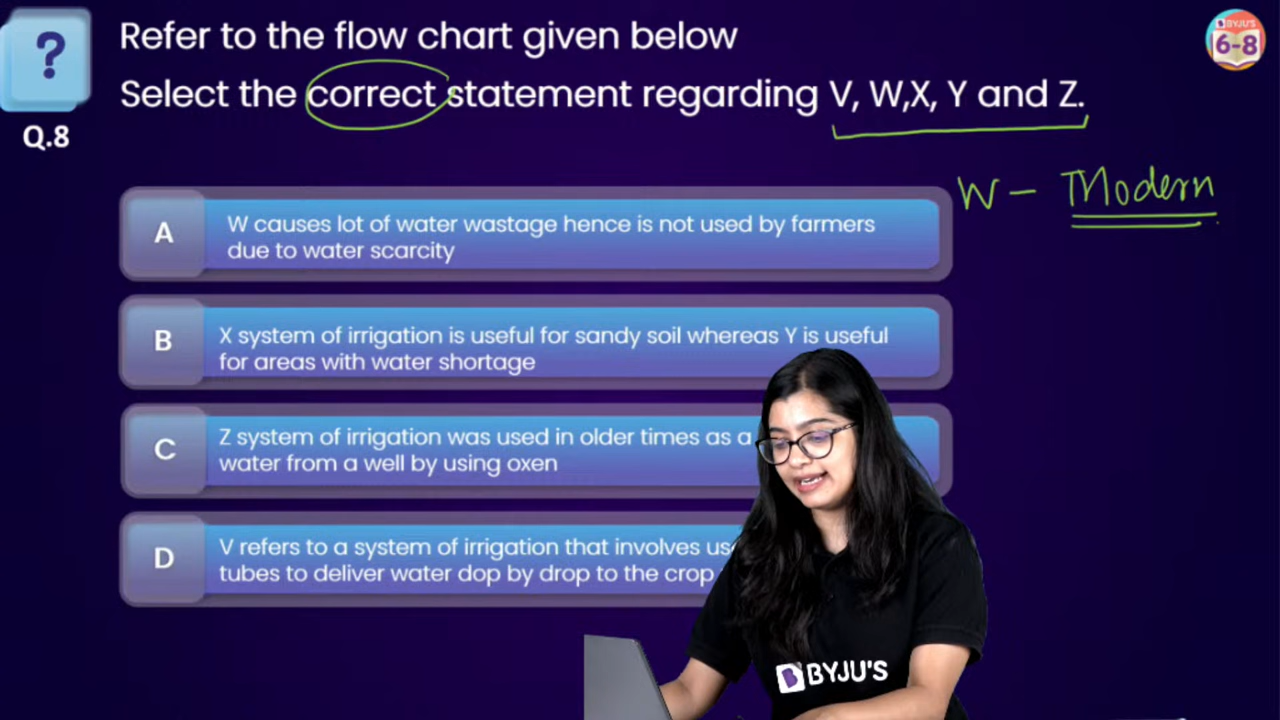 ?
Q.8
Refer to the flow chart given below
Select the correct statement regarding V, W,X, Y and Z.
BYJU'S
6-8
W - Modern
A
W causes lot of water wastage hence is not used by farmers
due to water scarcity
B
X system of irrigation is useful for sandy soil whereas Y is useful
for areas with water shortage
C
Z system of irrigation was used in older times as a
water from a well by using oxen
D
V refers to a system of irrigation that involves
tubes to deliver water dop by drop to the crop
BYJU'S